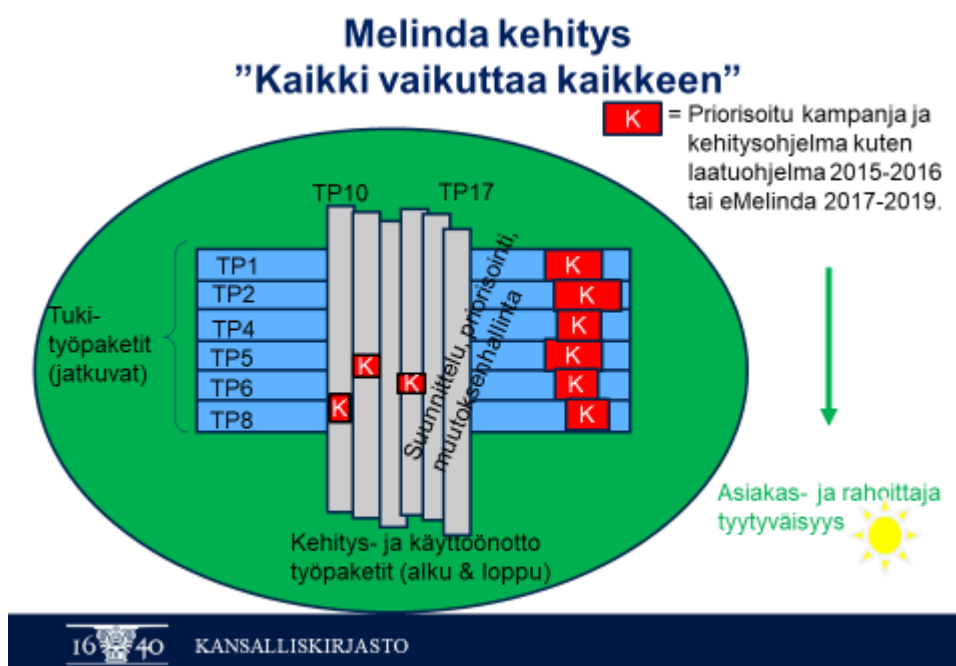 Melinda kehitys
”Kaikki vaikuttaa kaikkeen”
K
= Priorisoitu kampanja ja
kehitysohjelma kuten
laatuohjelma 2015-2016
tai eMelinda 2017-2019.
TP10
TP17
Tuki-
työpaketit
(jatkuvat)
TP1
TP2
TP4
TP5
TP6
TP8
K
K
K
K
K
K
K
K
K
Suunnittelu, priorisointi,
muutoksenhallinta
Kehitys- ja käyttöönotto
työpaketit (alku & loppu)
Asiakas- ja rahoittaja
tyytyväisyys
16 40 KANSALLISKIRJASTO